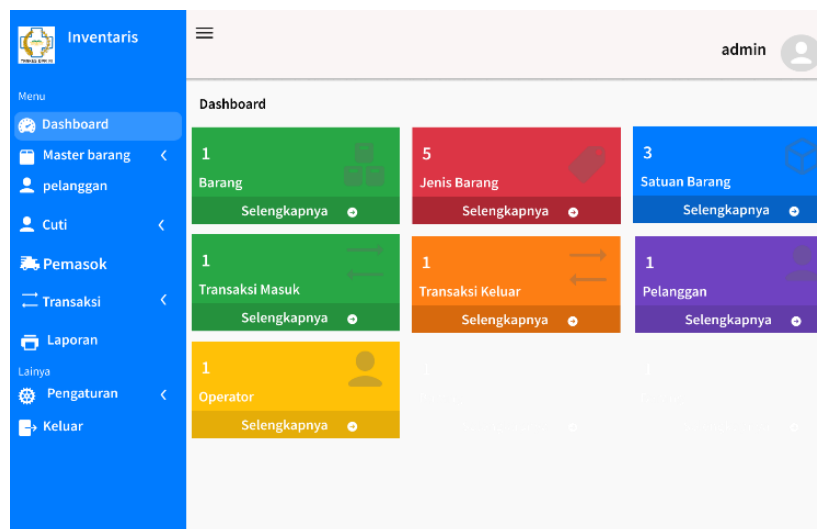 Inventaris
admin
Menu
Dashboard
Master barang
pelanggan
Cuti
Pemasok
Transaksi
Laporan
Lainya
Pengaturan
Keluar
Dashboard
1
Barang
Selengkapnya
5
Jenis Barang
Selengkapnya
3
Satuan Barang
Selengkapnya
1
Transaksi Masuk
Selengkapnya
1
Transaksi Keluar
Selengkapnya
1
Pelanggan
Selengkapnya
1
Operator
Selengkapnya